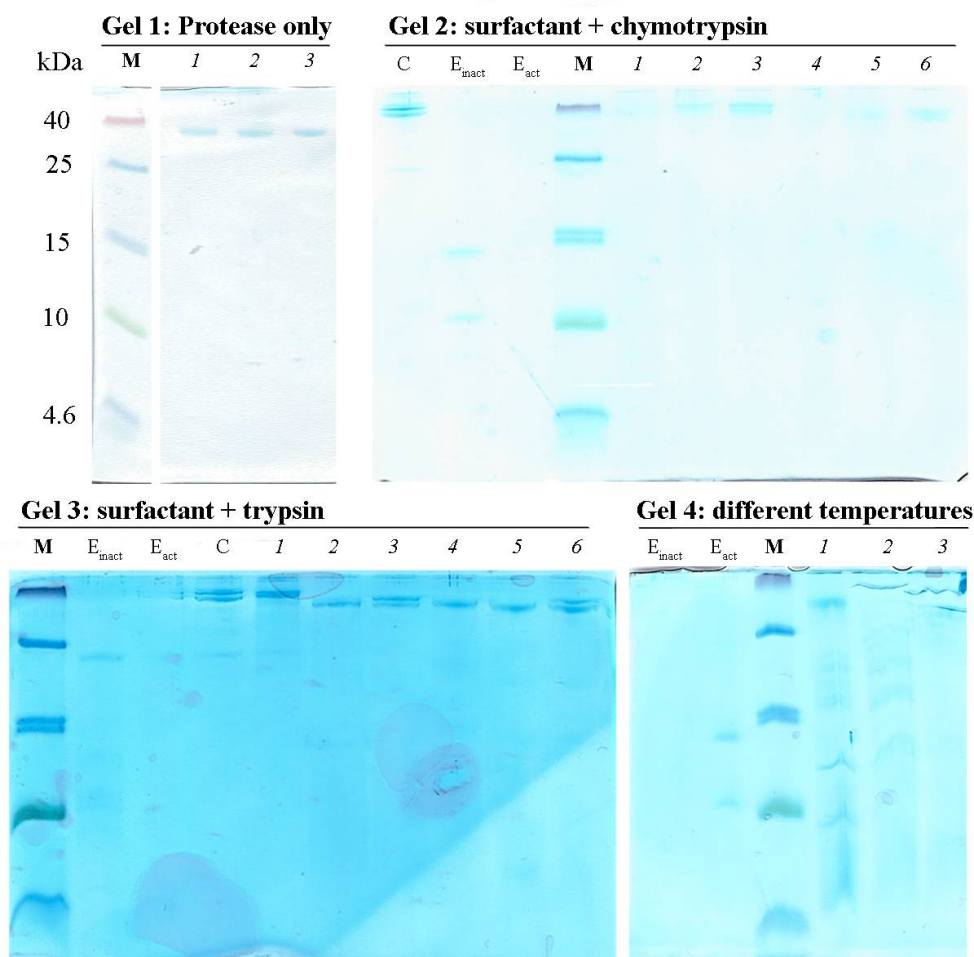 Gel 1: Protease only
kDa M 1 2 3
40
25
15
10
4.6
Gel 2: surfactant + chymotrypsin
C Einact Eact M 1 2 3 4 5 6
Gel 3: surfactant + trypsin
M Einact Eact C 1 2 3 4 5 6
Gel 4: different temperatures
Einact Eact M 1 2 3